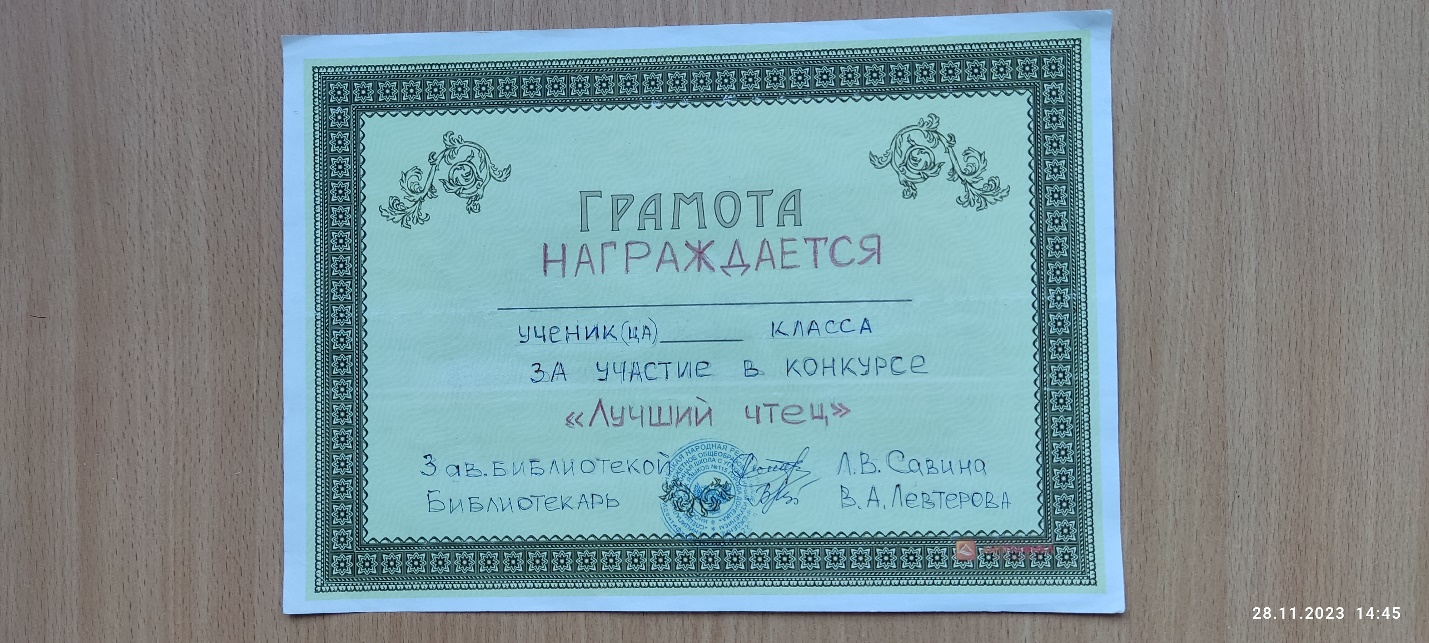 ГРАМОТА
НАГРАЖДАЕТСЯ
УЧЕНИК(ЦА)______ КЛАССА
ЗА УЧАСТИЕ В КОНКУРСЕ
«ЛУЧШИЙ ЧТЕЦ»
Зав. БИБЛИОТЕКОЙ Л.В. Савина
БИБЛИОТЕКАРЬ В.А. Левтерова
28.11.2023 14:45